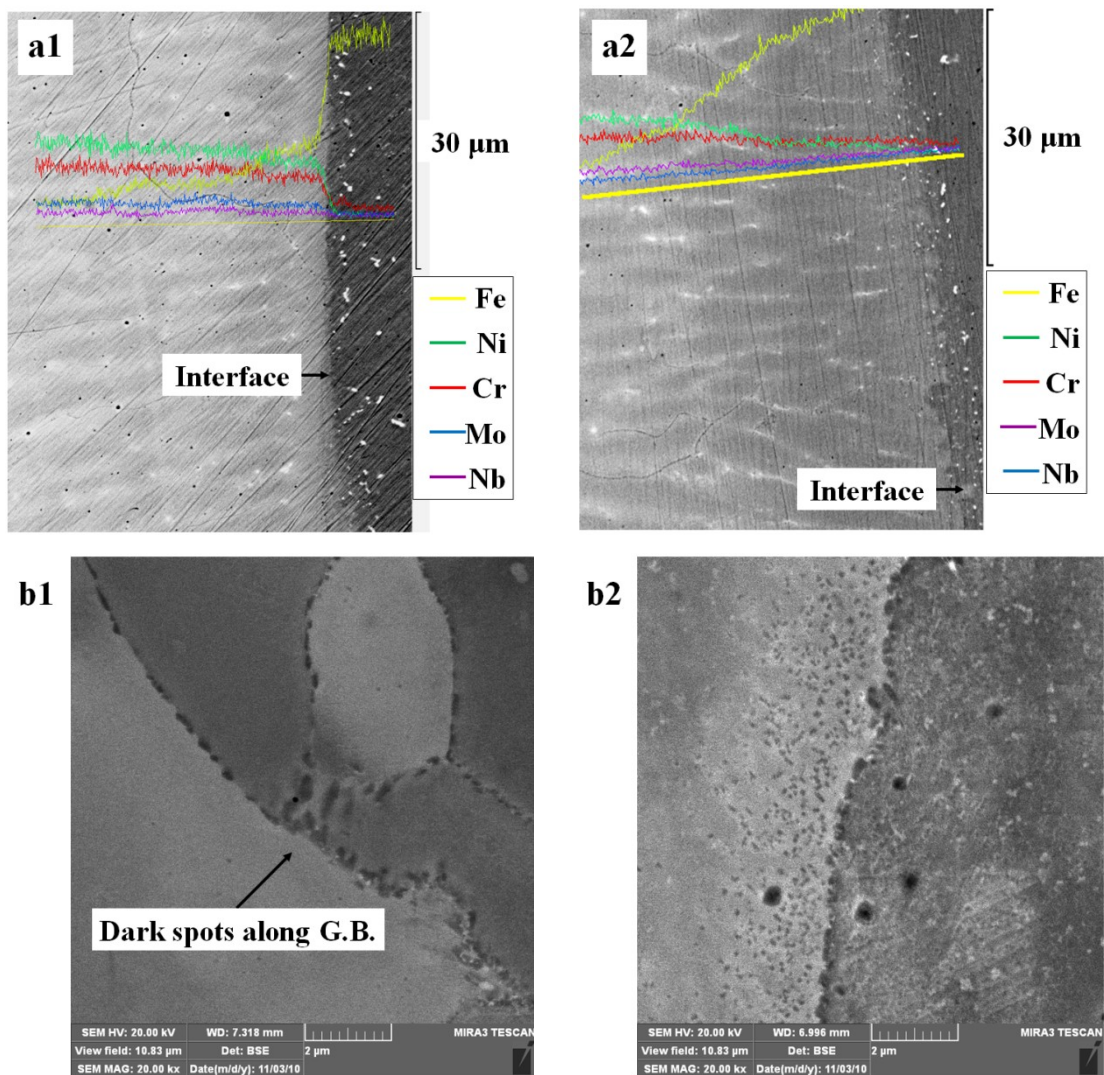 a1
30 μm
Fe
Ni
Cr
Mo
Nb
Interface
a2
30 μm
Fe
Ni
Cr
Mo
Nb
Interface
b1
Dark spots along G.B.
SEM HV: 20.00 kV
WD: 7.318 mm
MIRA3 TESCAN
View field: 10.83 μm
Det: BSE
2 μm
SEM MAG: 20.00 kx
Date(m/d/y): 11/03/10
b2
SEM HV: 20.00 kV
WD: 6.996 mm
MIRA3 TESCAN
View field: 10.83 μm
Det: BSE
2 μm
SEM MAG: 20.00 kx
Date(m/d/y): 11/03/10